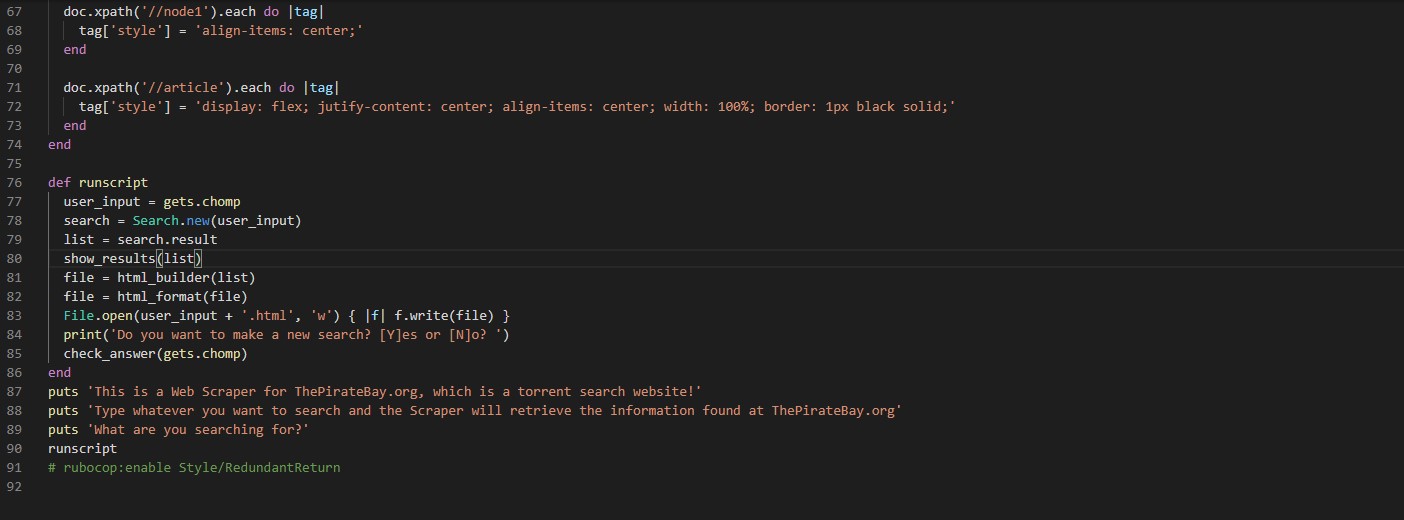 67 doc.xpath('//node1').each do |tag|
68 tag['style'] = 'align-items: center;'
69 end
70
71 doc.xpath('//article').each do |tag|
72 tag['style'] = 'display: flex; jutify-content: center; align-items: center; width: 100%; border: 1px black solid;'
73 end
74 end
75
76 def runscript
77 user_input = gets.chomp
78 search = Search.new(user_input)
79 list = search.result
80 show_results(list)
81 file = html_builder(list)
82 file = html_format(file)
83 File.open(user_input + '.html', 'w') { |f| f.write(file) }
84 print('Do you want to make a new search? [Y]es or [N]o? ')
85 check_answer(gets.chomp)
86 end
87 puts 'This is a Web Scraper for ThePirateBay.org, which is a torrent search website!'
88 puts 'Type whatever you want to search and the Scraper will retrieve the information found at ThePirateBay.org'
89 puts 'What are you searching for?'
90 runscript
91 # rubocop:enable Style/RedundantReturn
92